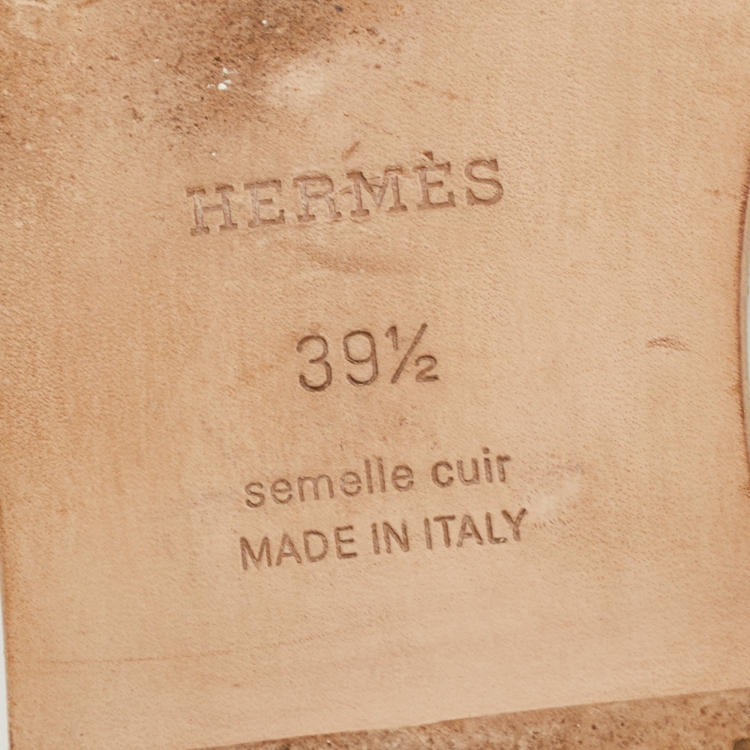 HERMÈS
39½
semelle cuir
MADE IN ITALY